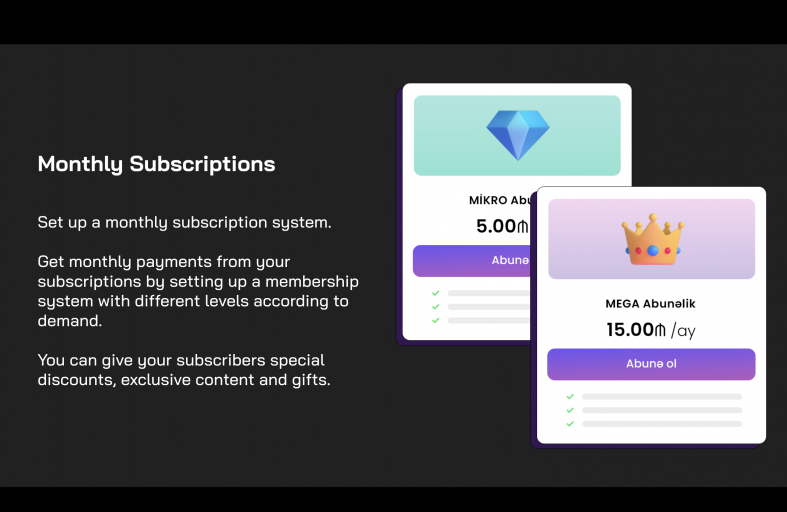 Monthly Subscriptions
Set up a monthly subscription system.
Get monthly payments from your
subscriptions by setting up a membership
system with different levels according to
demand.
You can give your subscribers special
discounts, exclusive content and gifts.
MİKRO
5.00₼
MEGA Abunəlik
15.00₼ /ay
Abunə ol